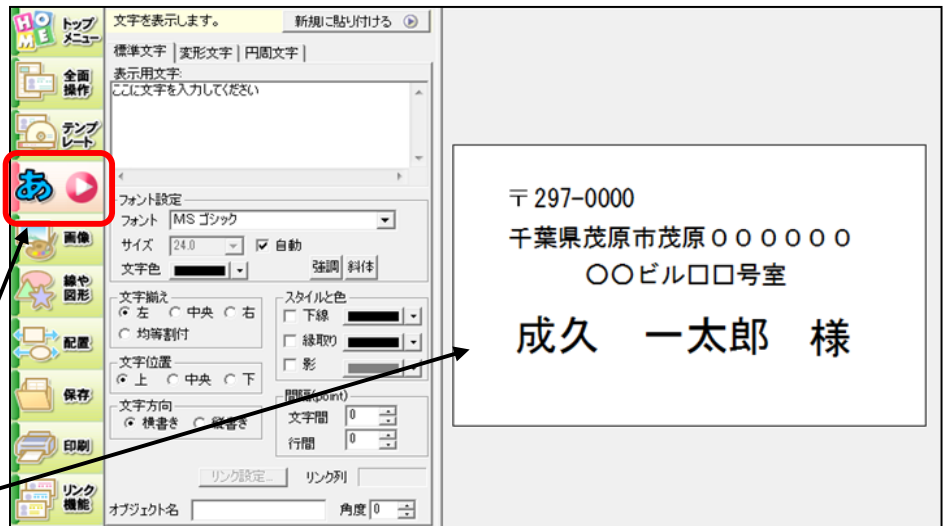 HOME
トップ/
メニュー
全面
操作
テンプ
レート
あ
画像
線や
図形
配置
保存
印刷
リンク
機能
文字を表示します。 新規に貼り付ける
標準文字 変形文字 円周文字
表示用文字:
ここに文字を入力してください
フォント設定
フォント MS ゴシック
サイズ 24.0 自動
文字色 強調 斜体
文字揃え
左 中央 右
均等割付
文字位置
上 中央 下
文字方向
横書き 縦書き
スタイルと色
下線
縁取り
影
間隔(point)
文字間 0
行間 0
リンク設定... リンク列
オブジェクト名 角度 0
〒297-0000
千葉県茂原市茂原００００００
〇〇ビル口口号室
成久 一太郎 様